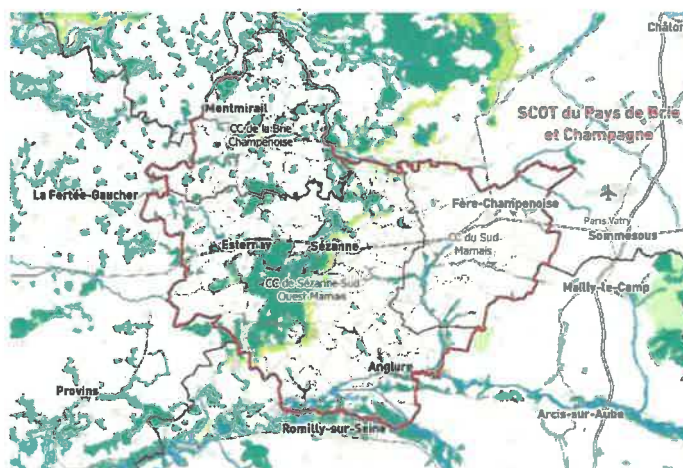 Châlon
SCOT du Pays de Brie
et Champagne
Montmirail
CC de la Brie
Champenoise
La Fertée-Gaucher
Fère-Champenoise
Paris Vatry
Sommesous
Esternay
Sézanne
CC du Sud
Marnais
CC de Sézanne-Sud
Ouest Marnais
Mailly-le-Camp
Anglure
Provins
Arcis-sur-Aube
Romilly-sur-Seine